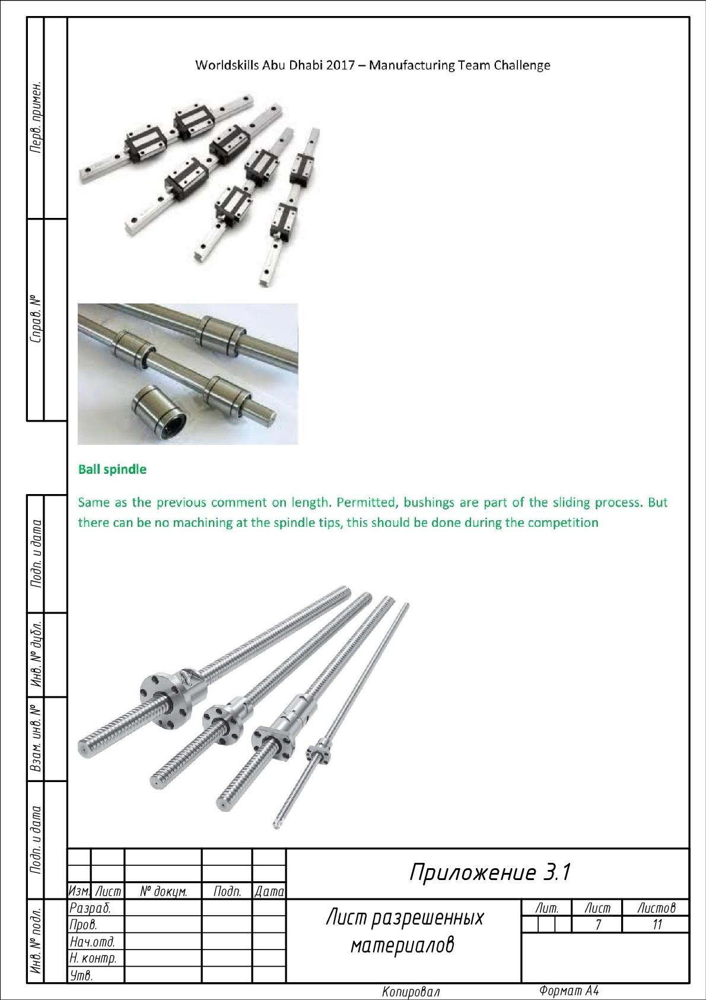 Worldskills Abu Dhabi 2017 – Manufacturing Team Challenge
Ball spindle
Same as the previous comment on length. Permitted, bushings are part of the sliding process. But
there can be no machining at the spindle tips, this should be done during the competition
Перв. примен.
Справ. №
Подп. и дата
Инв. № дубл.
Взам. инв. №
Подп. и дата
Инв. № подл.
Изм. Лист № докум. Подп. Дата
Разраб.
Пров.
Нач.отд.
Н. контр.
Утв.
Приложение 3.1
Лист разрешенных
материалов
Лит. Лист Листов
7 11
Копировал Формат А4